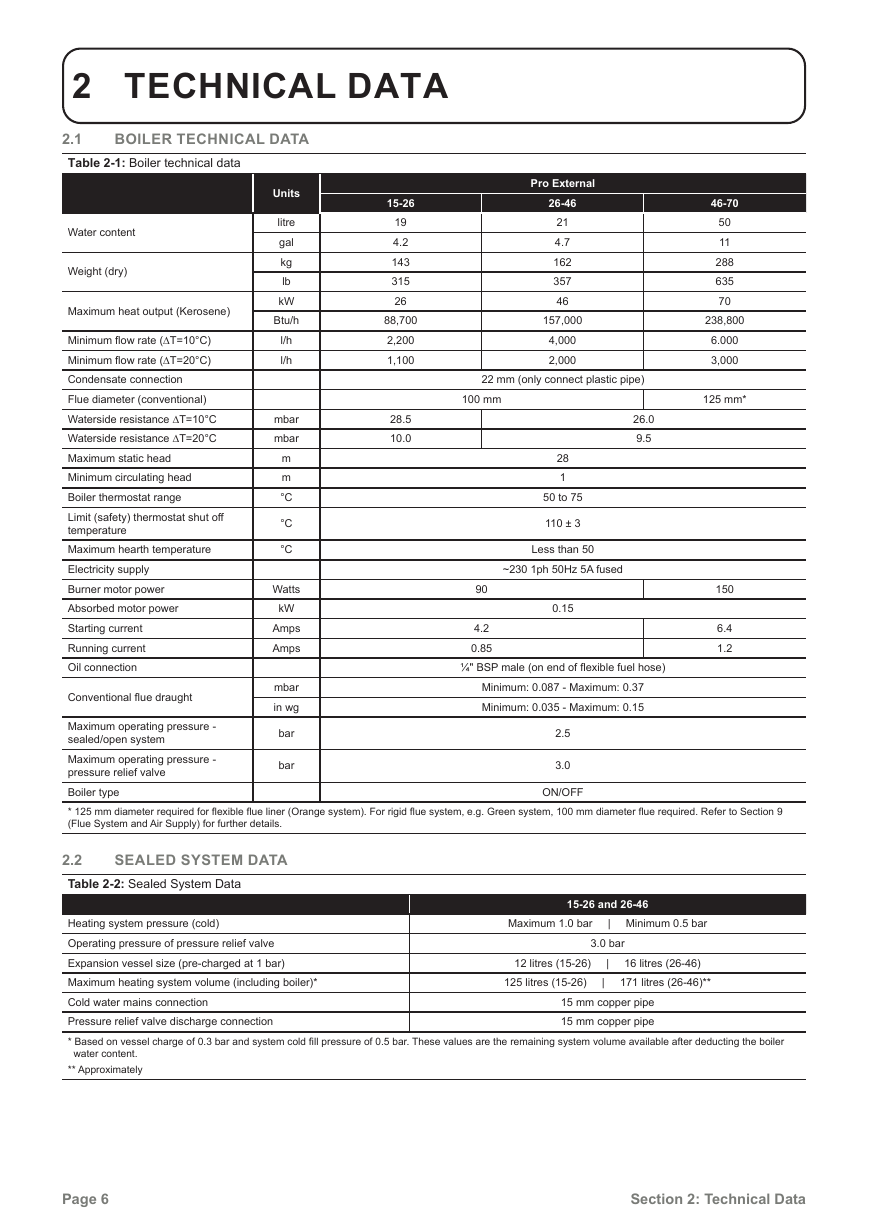 2 TECHNICAL DATA
2.1 BOILER TECHNICAL DATA
Table 2-1: Boiler technical data
Units Pro External
15-26 26-46 46-70
Water content litre 19 21 50
gal 4.2 4.7 11
Weight (dry) kg 143 162 288
lb 315 357 635
Maximum heat output (Kerosene) kW 26 46 70
Btu/h 88,700 157,000 238,800
Minimum flow rate (∆T=10°C) l/h 2,200 4,000 6.000
Minimum flow rate (∆T=20°C) l/h 1,100 2,000 3,000
Condensate connection 22 mm (only connect plastic pipe)
Flue diameter (conventional) 100 mm 125 mm*
Waterside resistance ∆T=10°C mbar 28.5 26.0
Waterside resistance ∆T=20°C mbar 10.0 9.5
Maximum static head m 28
Minimum circulating head m 1
Boiler thermostat range °C 50 to 75
Limit (safety) thermostat shut off
temperature °C 110 ± 3
Maximum hearth temperature °C Less than 50
Electricity supply ~230 1ph 50Hz 5A fused
Burner motor power Watts 90 150
Absorbed motor power kW 0.15
Starting current Amps 4.2 6.4
Running current Amps 0.85 1.2
Oil connection ¼" BSP male (on end of flexible fuel hose)
Conventional flue draught mbar Minimum: 0.087 - Maximum: 0.37
in wg Minimum: 0.035 - Maximum: 0.15
Maximum operating pressure -
sealed/open system bar 2.5
Maximum operating pressure -
pressure relief valve bar 3.0
Boiler type ON/OFF
* 125 mm diameter required for flexible flue liner (Orange system). For rigid flue system, e.g. Green system, 100 mm diameter flue required. Refer to Section 9
(Flue System and Air Supply) for further details.
2.2 SEALED SYSTEM DATA
Table 2-2: Sealed System Data
15-26 and 26-46
Heating system pressure (cold) Maximum 1.0 bar | Minimum 0.5 bar
Operating pressure of pressure relief valve 3.0 bar
Expansion vessel size (pre-charged at 1 bar) 12 litres (15-26) | 16 litres (26-46)
Maximum heating system volume (including boiler)* 125 litres (15-26) | 171 litres (26-46)**
Cold water mains connection 15 mm copper pipe
Pressure relief valve discharge connection 15 mm copper pipe
* Based on vessel charge of 0.3 bar and system cold fill pressure of 0.5 bar. These values are the remaining system volume available after deducting the boiler
water content.
** Approximately
Page 6 Section 2: Technical Data